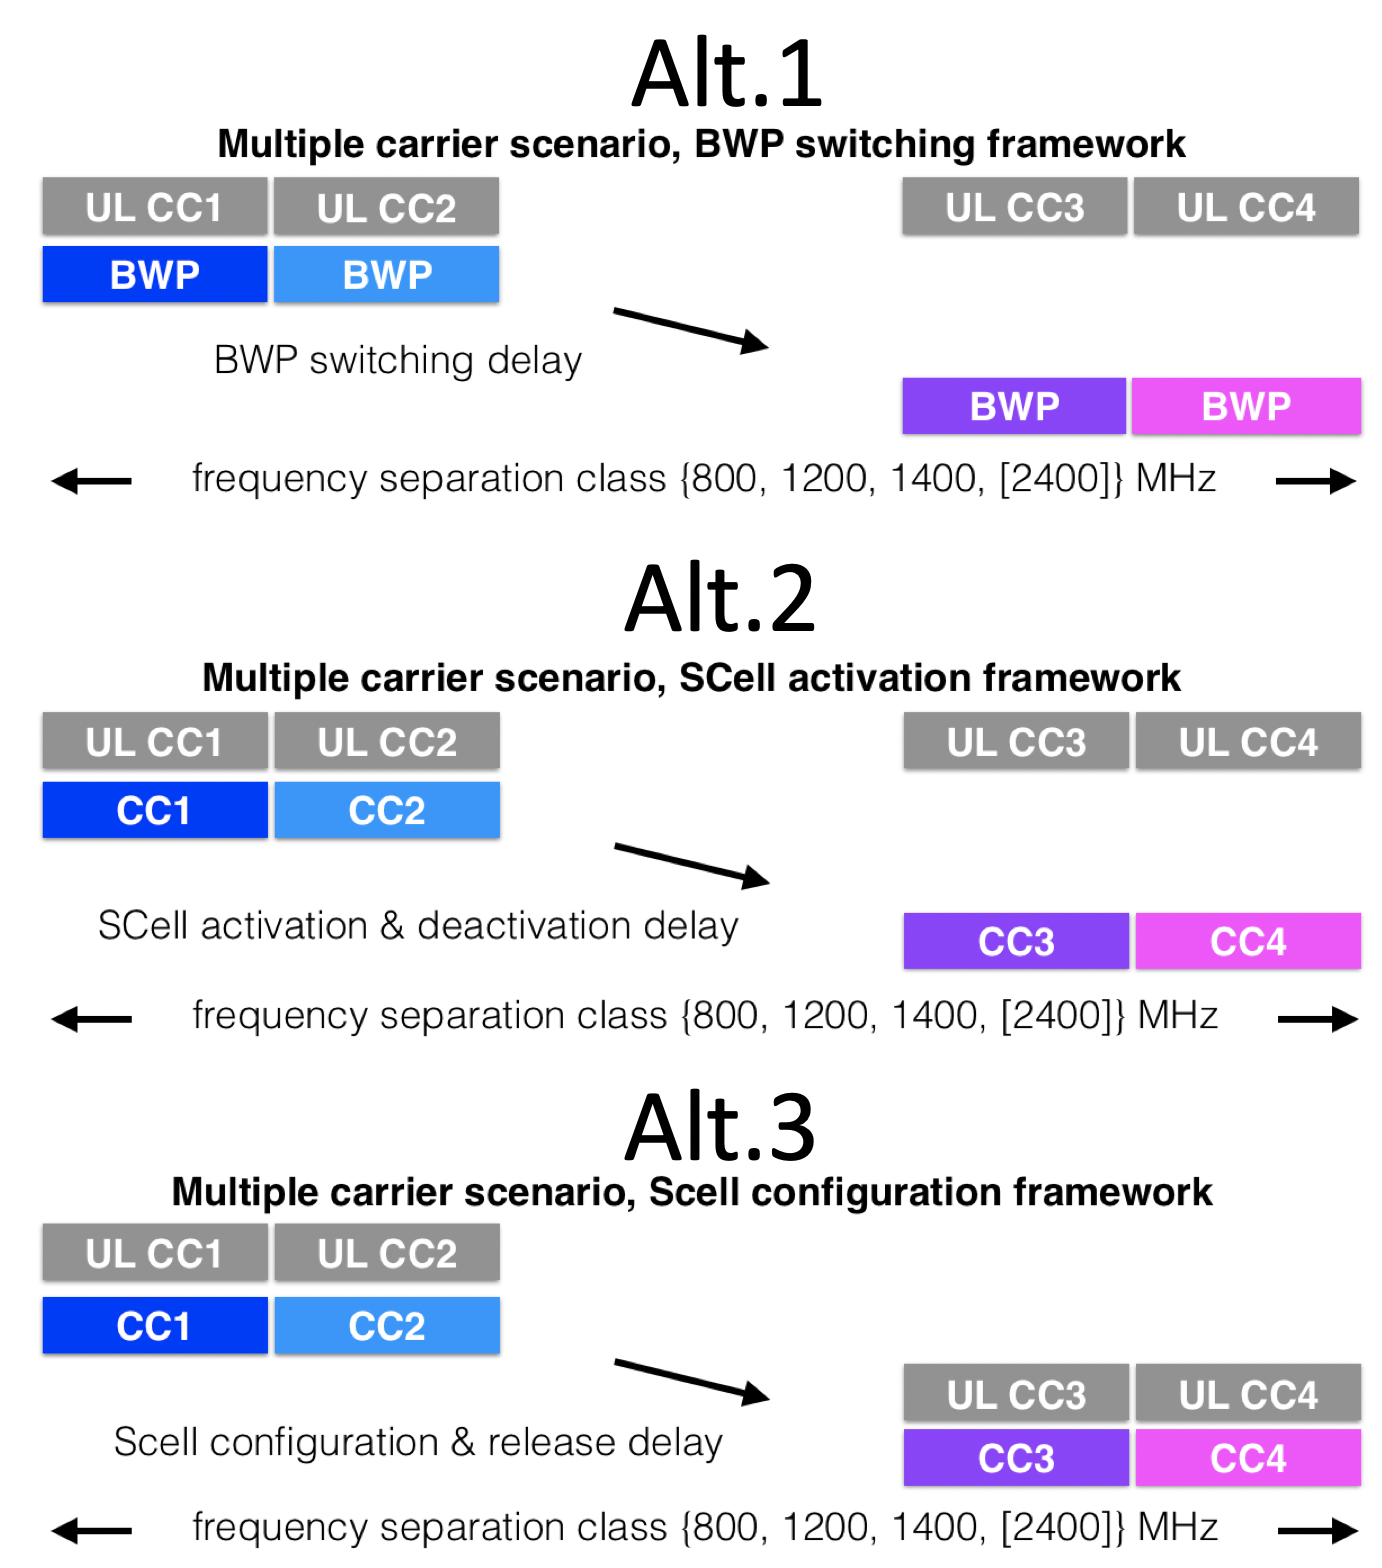 Alt.1
Multiple carrier scenario, BWP switching framework
UL CC1 UL CC2 UL CC3 UL CC4
BWP BWP
BWP switching delay
BWP BWP
frequency separation class {800, 1200, 1400, [2400]} MHz
Alt.2
Multiple carrier scenario, SCell activation framework
UL CC1 UL CC2 UL CC3 UL CC4
CC1 CC2
SCell activation & deactivation delay
CC3 CC4
frequency separation class {800, 1200, 1400, [2400]} MHz
Alt.3
Multiple carrier scenario, Scell configuration framework
UL CC1 UL CC2
CC1 CC2
UL CC3 UL CC4
Scell configuration & release delay
CC3 CC4
frequency separation class {800, 1200, 1400, [2400]} MHz